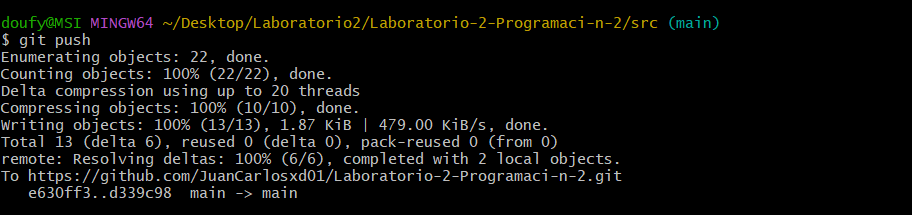 doufy@MSI MINGW64 ~/Desktop/Laboratorio2/Laboratorio-2-Programaci-n-2/src (main)
$ git push
Enumerating objects: 22, done.
Counting objects: 100% (22/22), done.
Delta compression using up to 20 threads
Compressing objects: 100% (10/10), done.
Writing objects: 100% (13/13), 1.87 KiB | 479.00 KiB/s, done.
Total 13 (delta 6), reused 0 (delta 0), pack-reused 0 (from 0)
remote: Resolving deltas: 100% (6/6), completed with 2 local objects.
To https://github.com/JuanCarlosxd01/Laboratorio-2-Programaci-n-2.git
   e630ff3..d339c98  main -> main